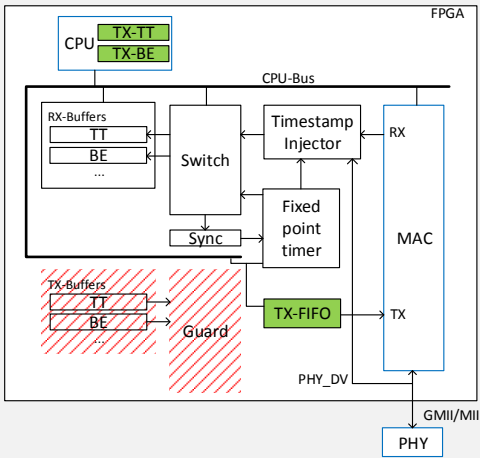 FPGA
CPU
TX-TT
TX-BE
CPU-Bus
RX-Buffers
TT
BE
...
Switch
Timestamp
Injector
RX
MAC
Sync
Fixed
point
timer
TX-Buffers
TT
BE
...
Guard
TX-FIFO
TX
PHY_DV
GMII/MII
PHY